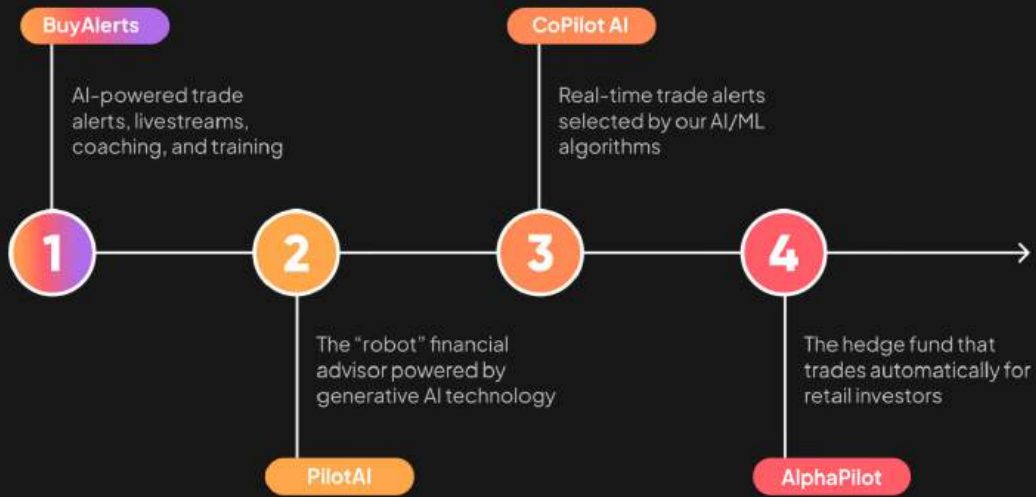 BuyAlerts
AI-powered trade
alerts, livestreams,
coaching, and training
CoPilot AI
Real-time trade alerts
selected by our AI/ML
algorithms
1
2
3
4
The “robot” financial
advisor powered by
generative AI technology
PilotAI
The hedge fund that
trades automatically for
retail investors
AlphaPilot